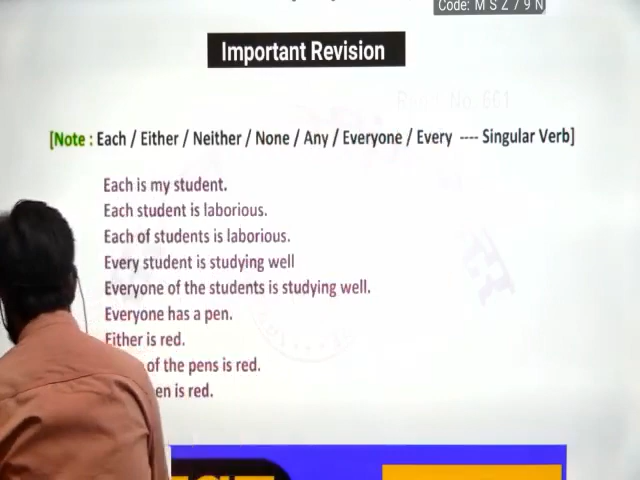 Code: M S Z 7 9 N
Important Revision
[Note : Each / Either / Neither / None / Any / Everyone / Every ---- Singular Verb]
Each is my student.
Each student is laborious.
Each of students is laborious.
Every student is studying well
Everyone of the students is studying well.
Everyone has a pen.
Either is red.
of the pens is red.
is red.